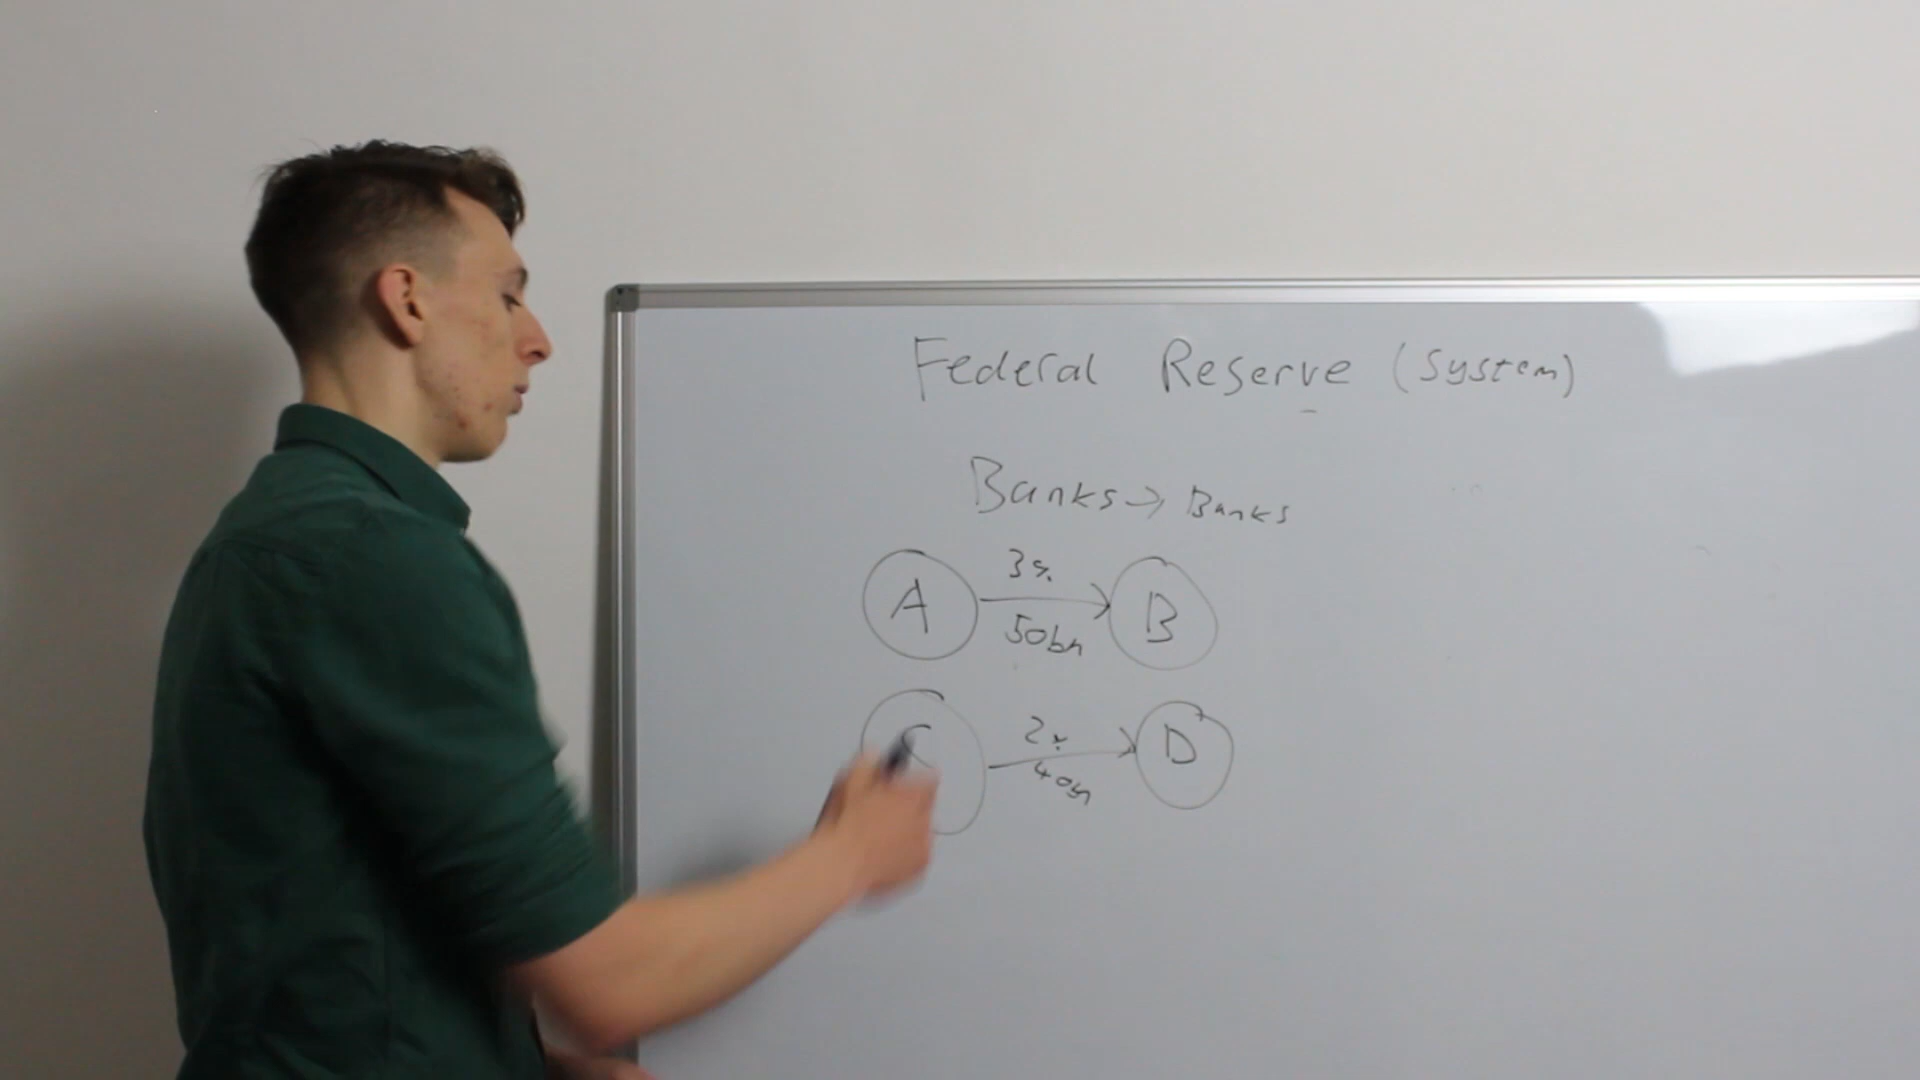 Federal Reserve (System)
Banks → Banks
A 3% B
50bn
C 2% D
40bn